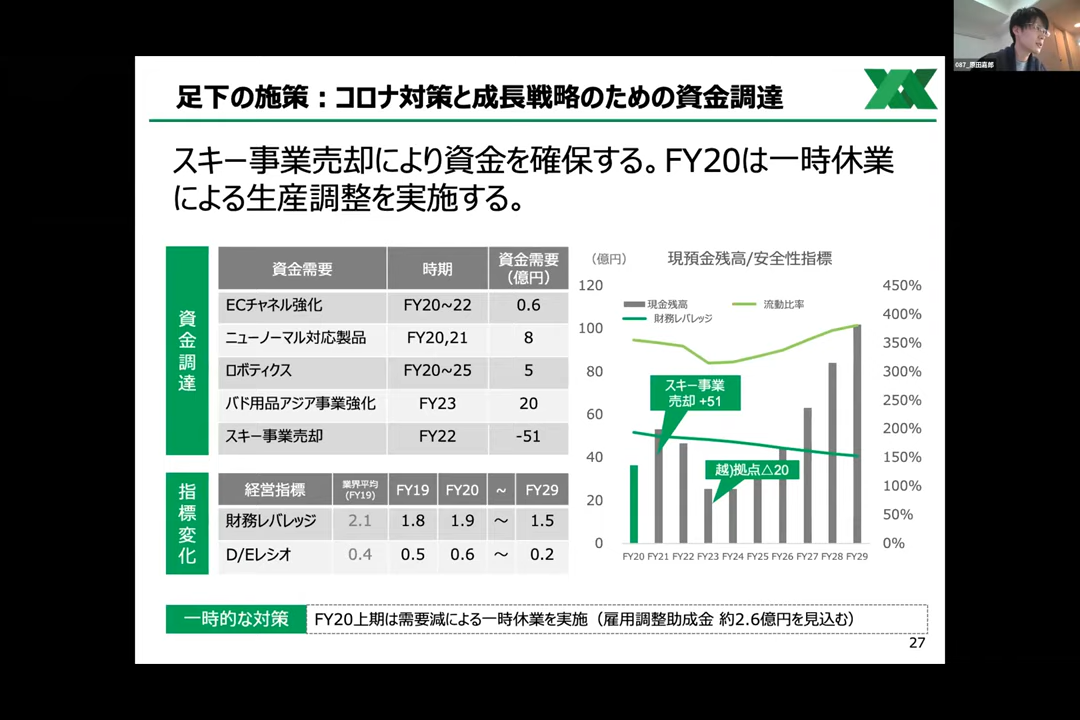 087_原田嘉郎
足下の施策：コロナ対策と成長戦略のための資金調達
スキー事業売却により資金を確保する。FY20は一時休業
による生産調整を実施する。
資金調達
資金需要 時期 資金需要（億円）
ECチャネル強化 FY20~22 0.6
ニューノーマル対応製品 FY20,21 8
ロボティクス FY20~25 5
バド用品アジア事業強化 FY23 20
スキー事業売却 FY22 -51
指標変化
経営指標 業界平均(FY19) FY19 FY20 ~ FY29
財務レバレッジ 2.1 1.8 1.9 ～ 1.5
D/Eレシオ 0.4 0.5 0.6 ～ 0.2
（億円） 現預金残高/安全性指標
現金残高 流動比率
財務レバレッジ
120
100
80
60
40
20
0
450%
400%
350%
300%
250%
200%
150%
100%
50%
0%
スキー事業
売却 +51
越)拠点△20
FY20 FY21 FY22 FY23 FY24 FY25 FY26 FY27 FY28 FY29
一時的な対策 FY20上期は需要減による一時休業を実施（雇用調整助成金 約2.6億円を見込む）
27